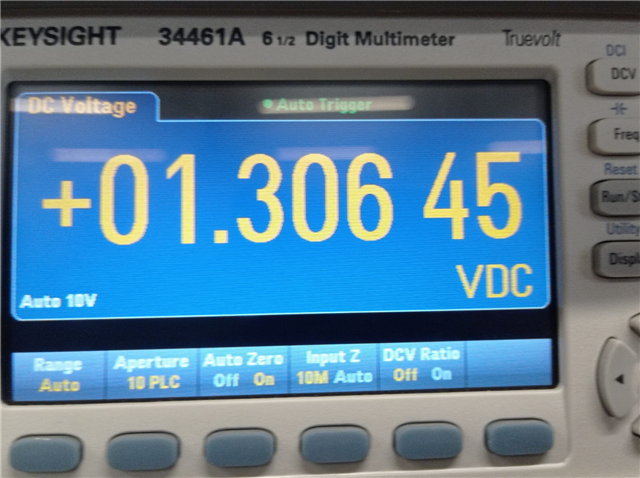 KEYSIGHT 34461A 6 1/2 Digit Multimeter Truevolt
DCI
DCV
DC Voltage
Auto Trigger
Freq
+01.306 45
Reset
VDC
Utility
Auto 10V
Range Aperture Auto Zero Input Z DCV Ratio
Auto 10 PLC Off On 10M Auto Off On